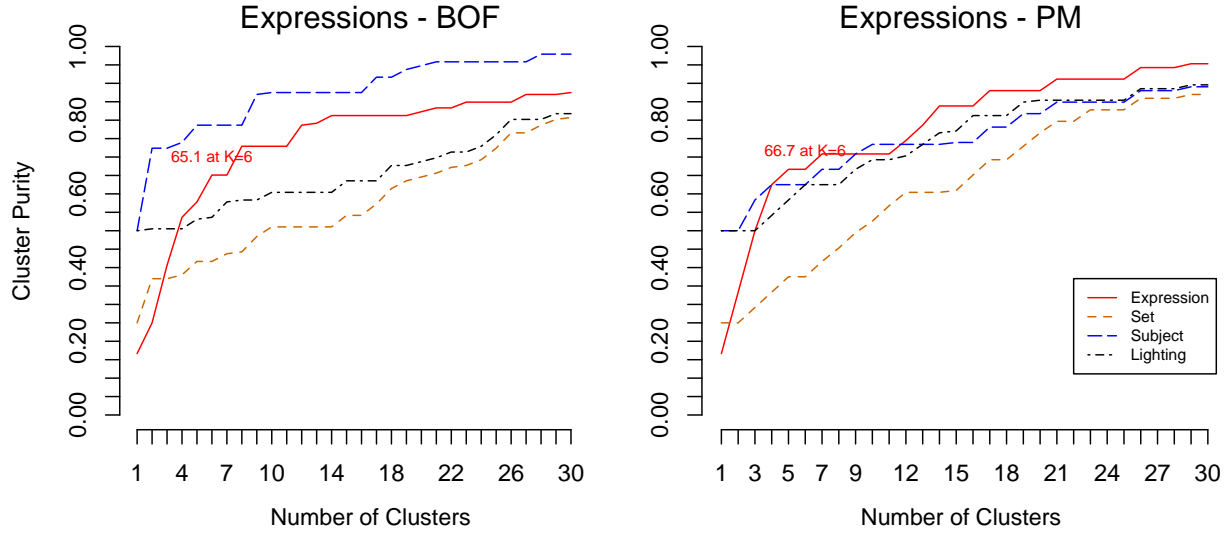 Expressions - BOF
Cluster Purity
0.00 0.20 0.40 0.60 0.80 1.00
65.1 at K=6
1 4 7 10 14 18 22 26 30
Number of Clusters
Expressions - PM
0.00 0.20 0.40 0.60 0.80 1.00
66.7 at K=6
Expression
Set
Subject
Lighting
1 3 5 7 9 12 15 18 21 24 27 30
Number of Clusters